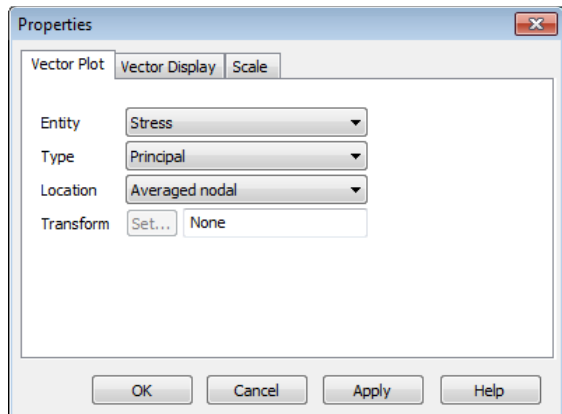 Properties
Vector Plot Vector Display Scale
Entity Stress
Type Principal
Location Averaged nodal
Transform Set... None
OK Cancel Apply Help